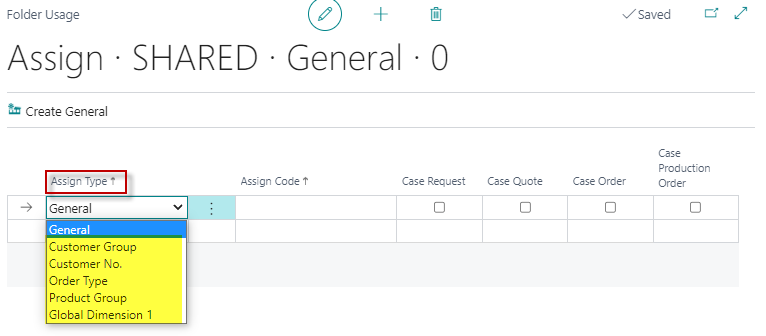 Folder Usage
Saved
Assign · SHARED · General · 0
Create General
Assign Type ↑
Assign Code ↑
Case Request
Case Quote
Case Order
Case
Production
Order
General
General
Customer Group
Customer No.
Order Type
Product Group
Global Dimension 1